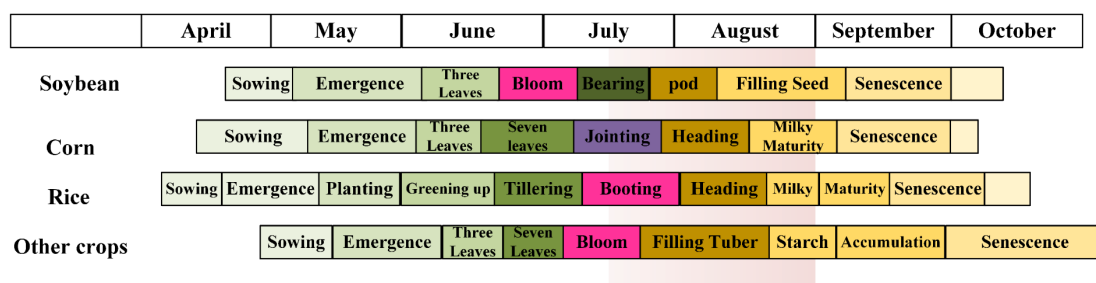 April May June July August September October
Soybean Sowing Emergence Three Leaves Bloom Bearing pod Filling Seed Senescence
Corn Sowing Emergence Three Leaves Seven leaves Jointing Heading Milky Maturity Senescence
Rice Sowing Emergence Planting Greening up Tillering Booting Heading Milky Maturity Senescence
Other crops Sowing Emergence Three Leaves Seven Leaves Bloom Filling Tuber Starch Accumulation Senescence